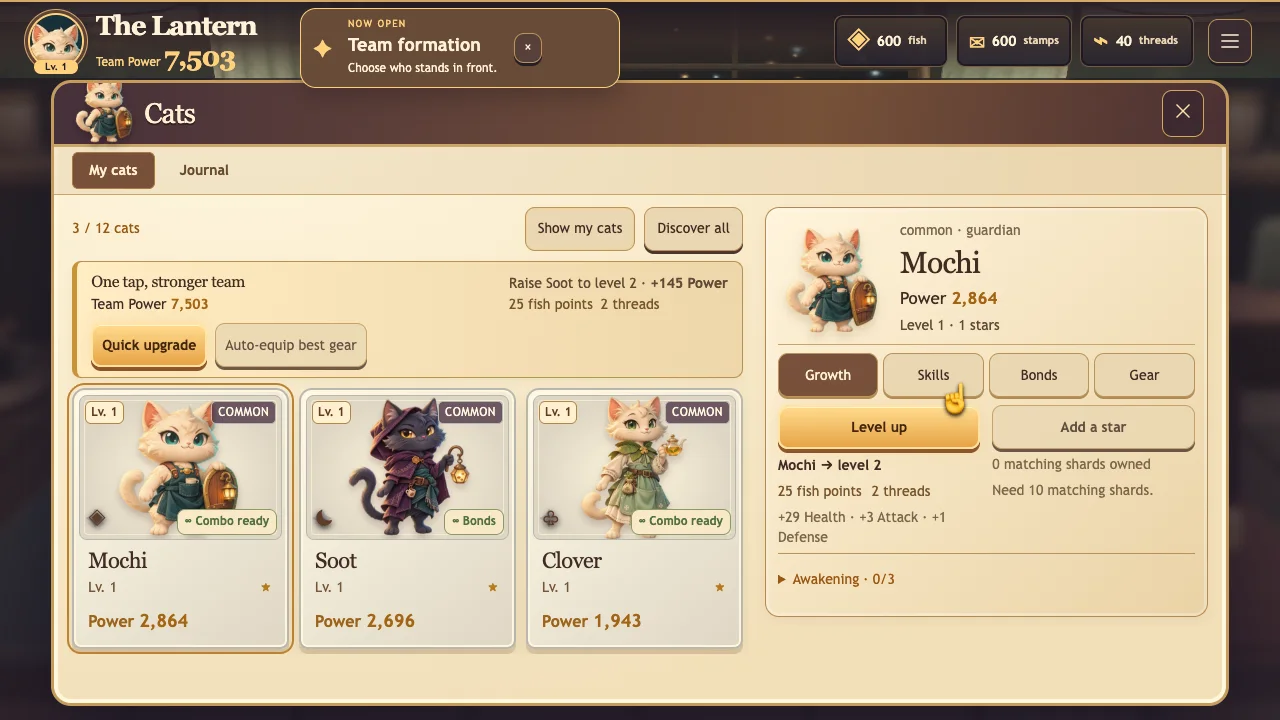 The Lantern
Team Power 7,503
Lv. 1
NOW OPEN
Team formation
Choose who stands in front.
×
600 fish
600 stamps
40 threads
Cats
My cats
Journal
3 / 12 cats
Show my cats
Discover all
One tap, stronger team
Team Power 7,503
Raise Soot to level 2 · +145 Power
25 fish points 2 threads
Quick upgrade
Auto-equip best gear
Lv. 1
COMMON
∞ Combo ready
Mochi
Lv. 1
Power 2,864
Lv. 1
COMMON
∞ Bonds
Soot
Lv. 1
Power 2,696
Lv. 1
COMMON
∞ Combo ready
Clover
Lv. 1
Power 1,943
common · guardian
Mochi
Power 2,864
Level 1 · 1 stars
Growth
Skills
Bonds
Gear
Level up
Add a star
Mochi → level 2
25 fish points 2 threads
+29 Health · +3 Attack · +1
Defense
0 matching shards owned
Need 10 matching shards.
Awakening · 0/3